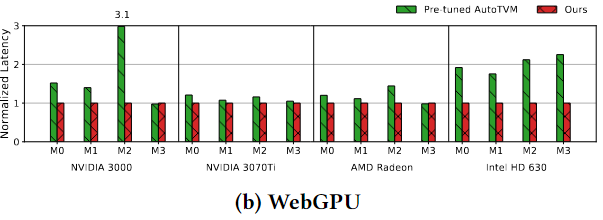 3.1
Pre-tuned AutoTVM
Ours
Normalized Latency
3
2
1
0
M0 M1 M2 M3 M0 M1 M2 M3 M0 M1 M2 M3 M0 M1 M2 M3
NVIDIA 3000 NVIDIA 3070Ti AMD Radeon Intel HD 630
(b) WebGPU